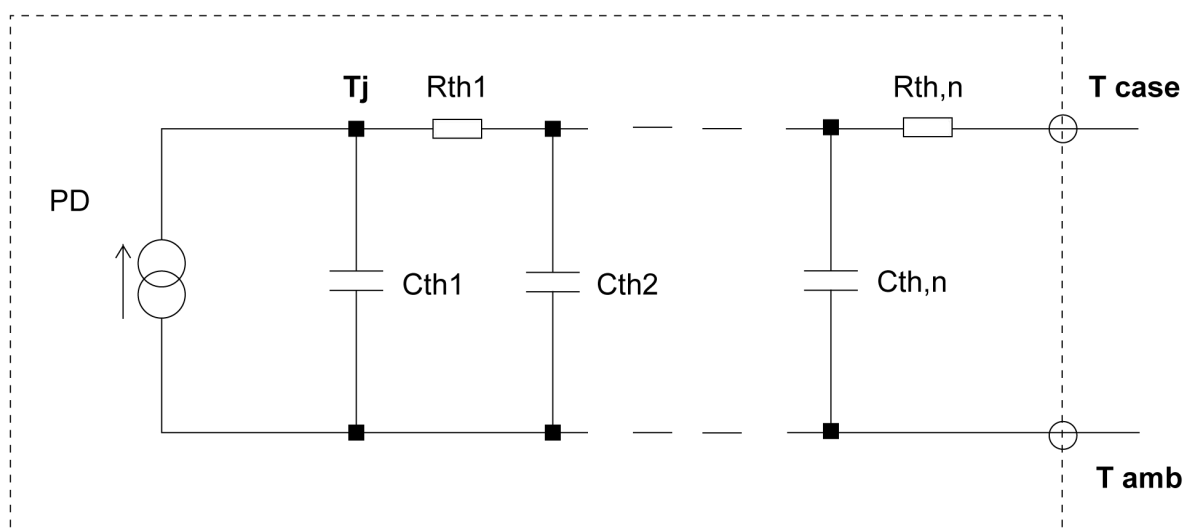 Tj
Rth1
Rth,n
T case
PD
Cth1
Cth2
Cth,n
T amb